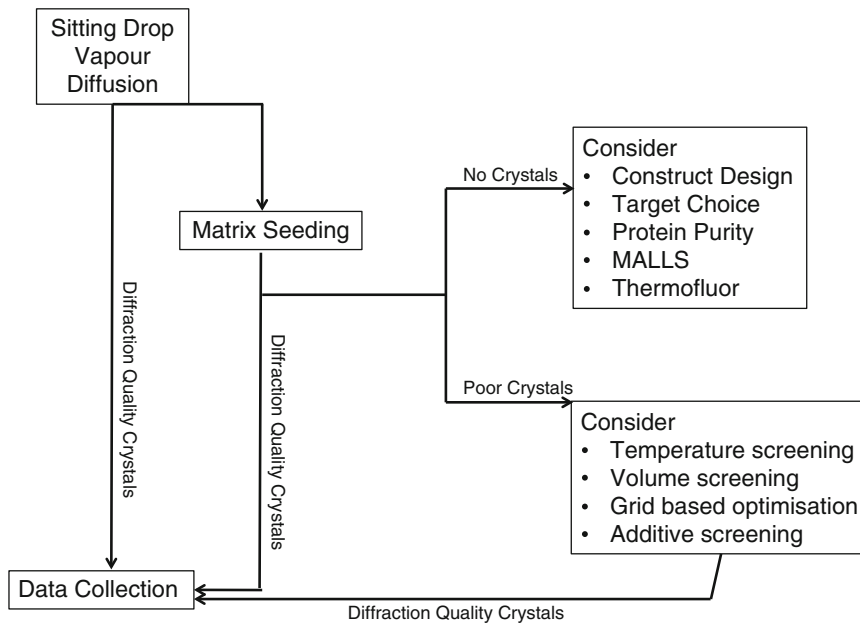 Sitting Drop
Vapour
Diffusion
Matrix Seeding
No Crystals
Consider
• Construct Design
• Target Choice
• Protein Purity
• MALLS
• Thermofluor
Diffraction Quality Crystals
Diffraction Quality Crystals
Poor Crystals
Consider
• Temperature screening
• Volume screening
• Grid based optimisation
• Additive screening
Data Collection
Diffraction Quality Crystals